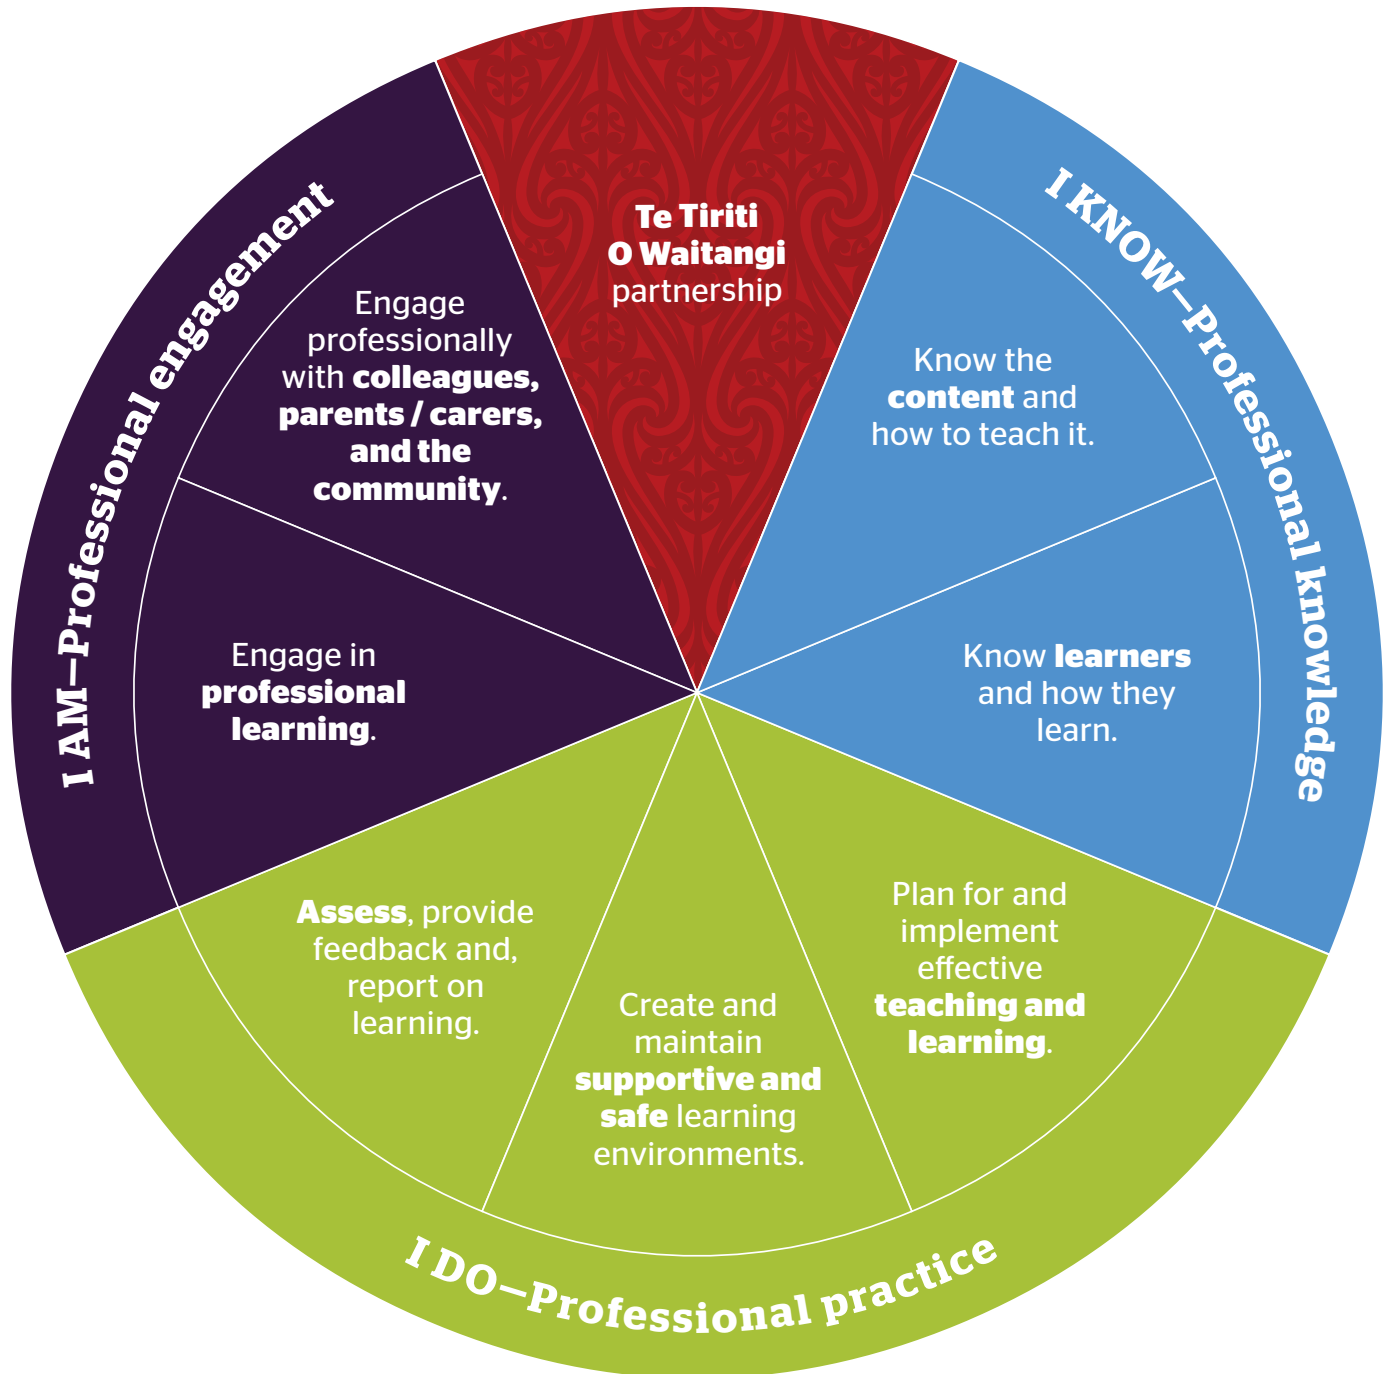 Te Tiriti
O Waitangi
partnership
I KNOW—Professional knowledge
Know the
content and
how to teach it.
Know learners
and how they
learn.
Plan for and
implement
effective
teaching and
learning.
Create and
maintain
supportive and
safe learning
environments.
Assess, provide
feedback and,
report on
learning.
I DO—Professional practice
Engage in
professional
learning.
Engage
professionally
with colleagues,
parents / carers,
and the
community.
I AM—Professional engagement